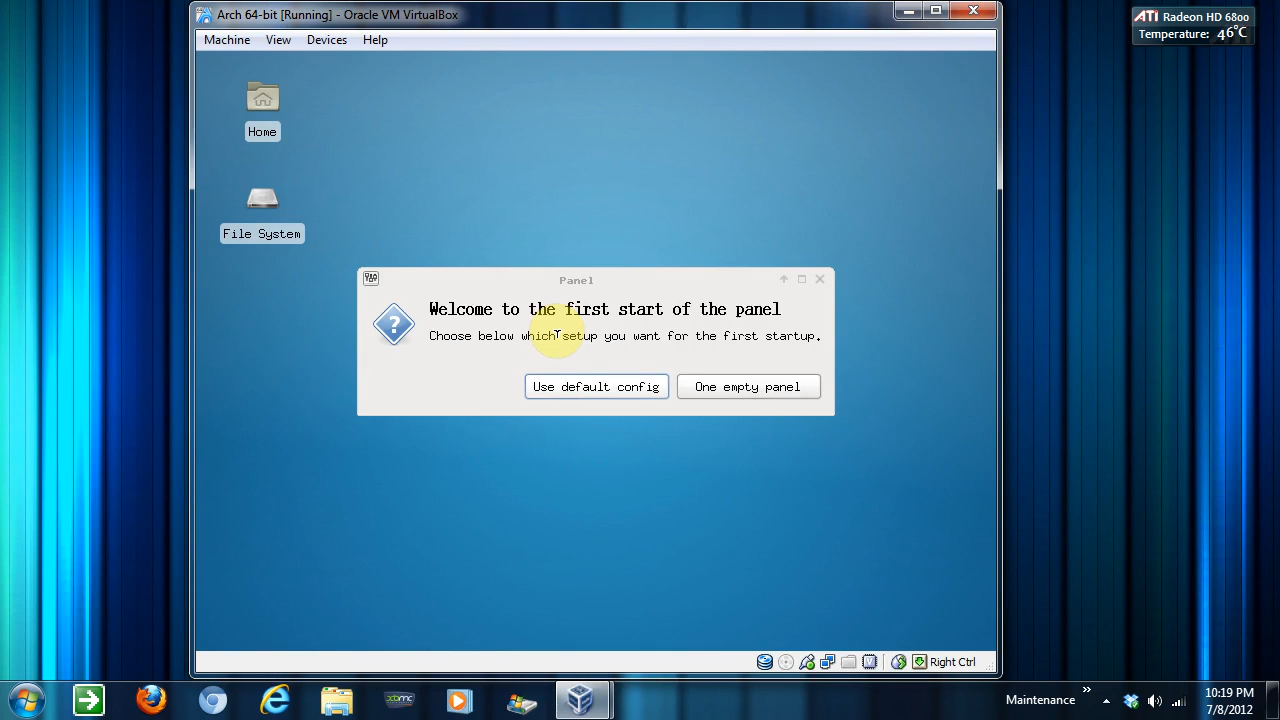 Arch 64-bit [Running] - Oracle VM VirtualBox
Machine View Devices Help
ATI Radeon HD 6800
Temperature: 46°C
Home
File System
Panel
Welcome to the first start of the panel
Choose below which setup you want for the first startup.
Use default config
One empty panel
Right Ctrl
xbmc
Maintenance
10:19 PM
7/8/2012